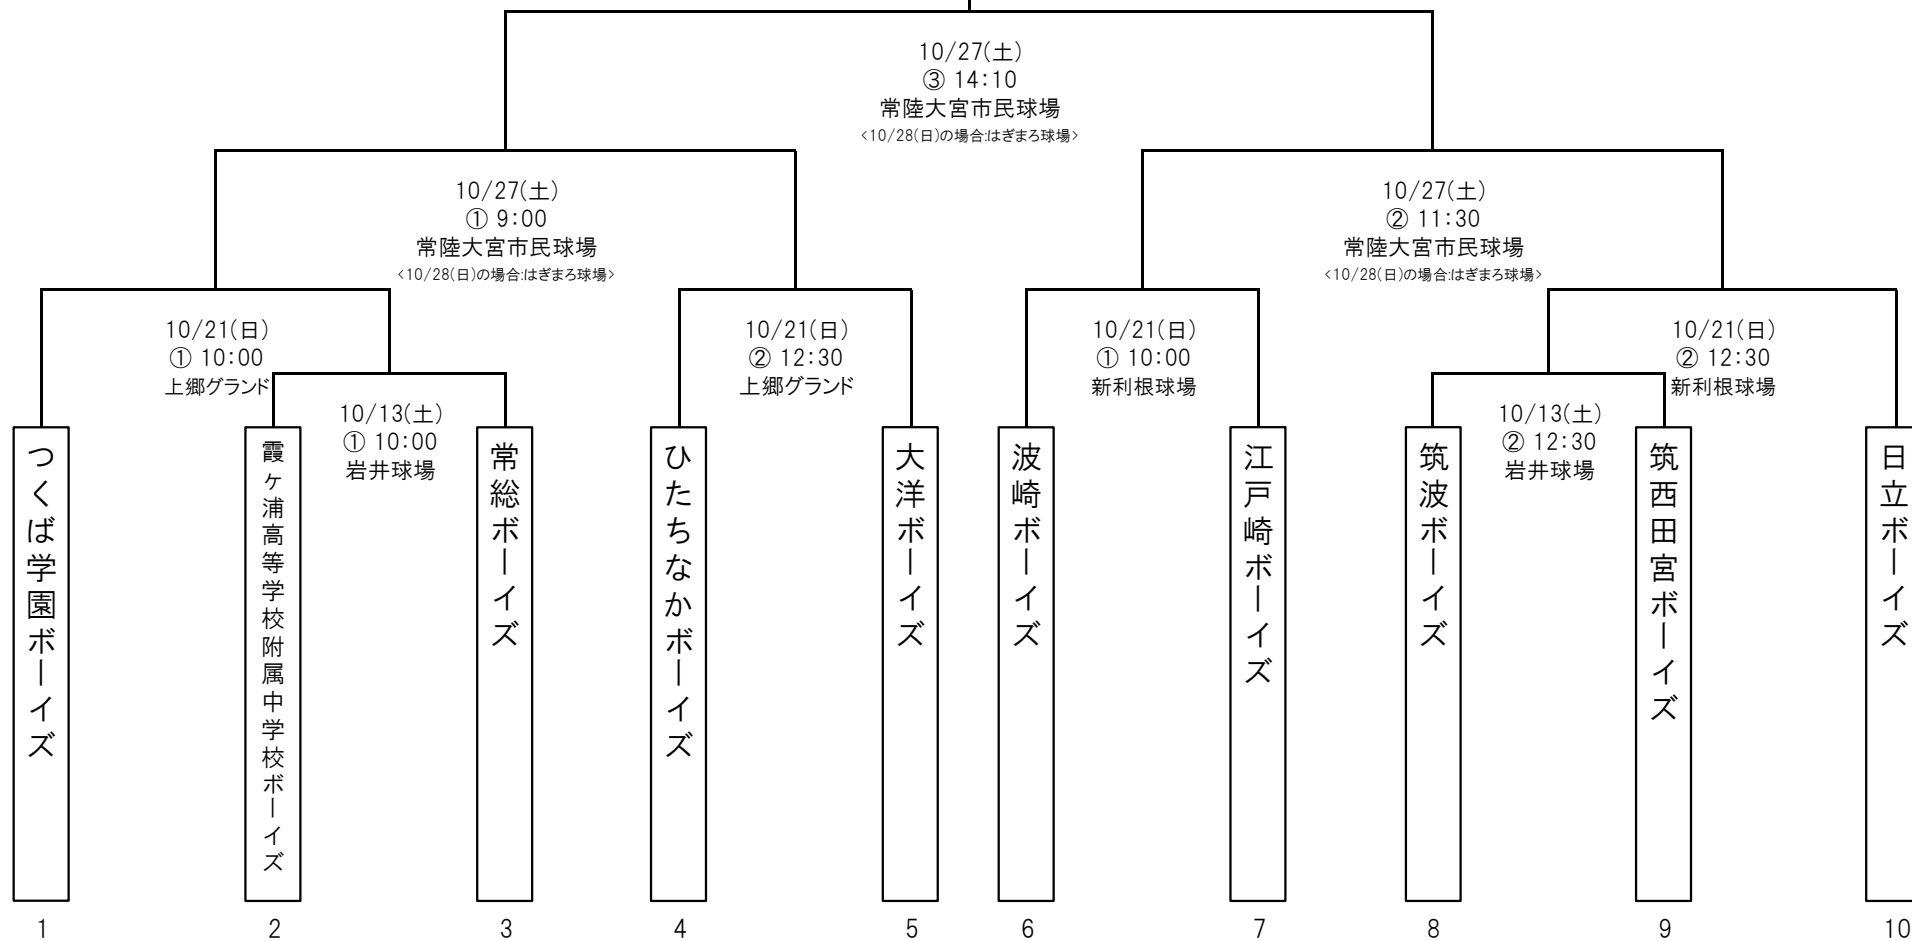 10/27(土)
③ 14:10
常陸大宮市民球場
<10/28(日)の場合:はぎまろ球場>
10/27(土)
① 9:00
常陸大宮市民球場
<10/28(日)の場合:はぎまろ球場>
10/27(土)
② 11:30
常陸大宮市民球場
<10/28(日)の場合:はぎまろ球場>
10/21(日)
① 10:00
上郷グランド
10/21(日)
② 12:30
上郷グランド
10/21(日)
① 10:00
新利根球場
10/21(日)
② 12:30
新利根球場
10/13(土)
① 10:00
岩井球場
10/13(土)
② 12:30
岩井球場
つくば学園ボーイズ
霞ヶ浦高等学校附属中学校ボーイズ
常総ボーイズ
ひたちなかボーイズ
大洋ボーイズ
波崎ボーイズ
江戸崎ボーイズ
筑波ボーイズ
筑西田宮ボーイズ
日立ボーイズ
1
2
3
4
5
6
7
8
9
10